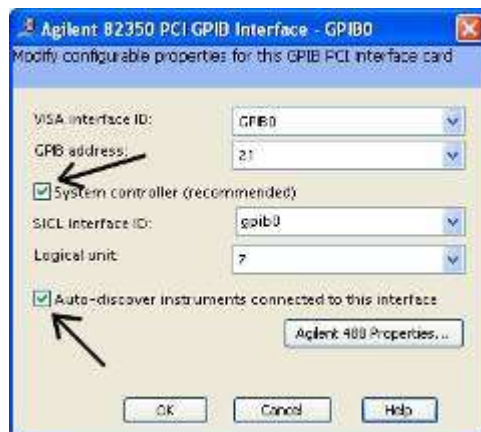 Agilent 82350 PCI GPIB Interface - GPIB0
Modify configurable properties for this GPIB PCI interface card
VISA interface ID:
GPIB0
GPIB address:
21
System controller (recommended)
SICL interface ID:
gpib0
Logical unit:
7
Auto-discover instruments connected to this interface
Agilent 488 Properties...
OK
Cancel
Help